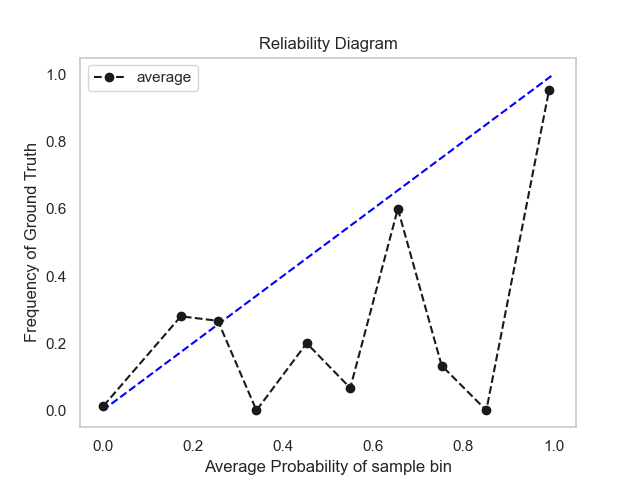 Reliability Diagram
average
Frequency of Ground Truth
1.0
0.8
0.6
0.4
0.2
0.0
0.0 0.2 0.4 0.6 0.8 1.0
Average Probability of sample bin